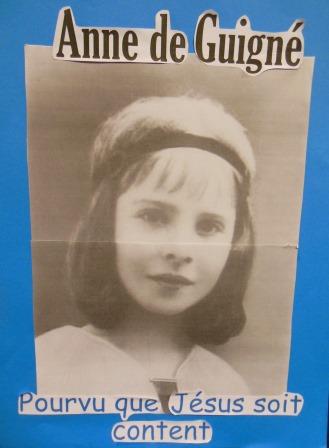 Anne de Guigné
Pourvu que Jésus soit
content